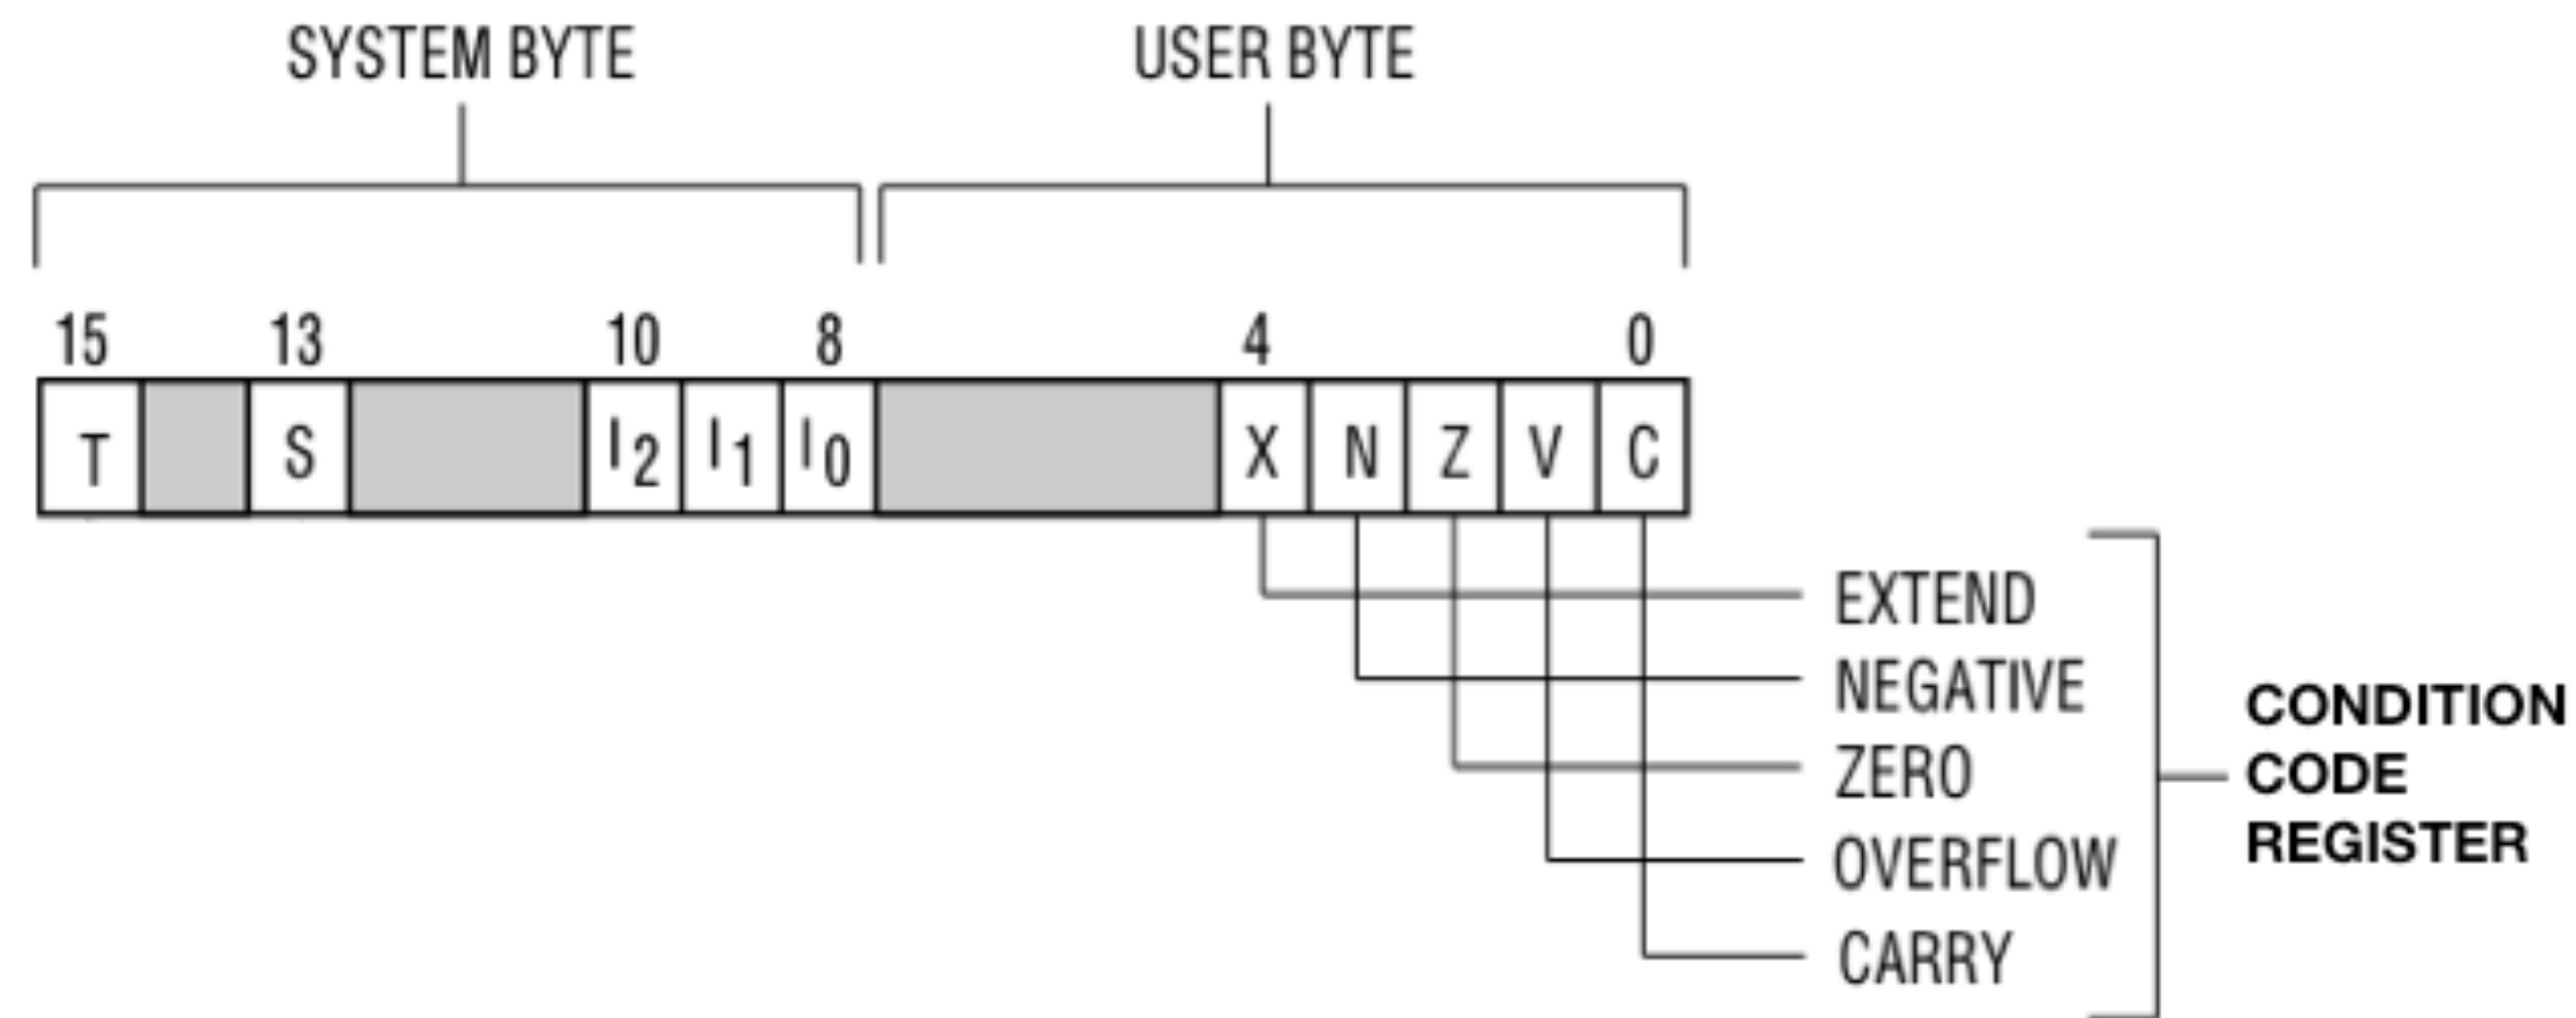 SYSTEM BYTE USER BYTE
15 13 10 8 4 0
T S I2 I1 I0 X N Z V C
EXTEND
NEGATIVE
ZERO
OVERFLOW
CARRY
CONDITION
CODE
REGISTER